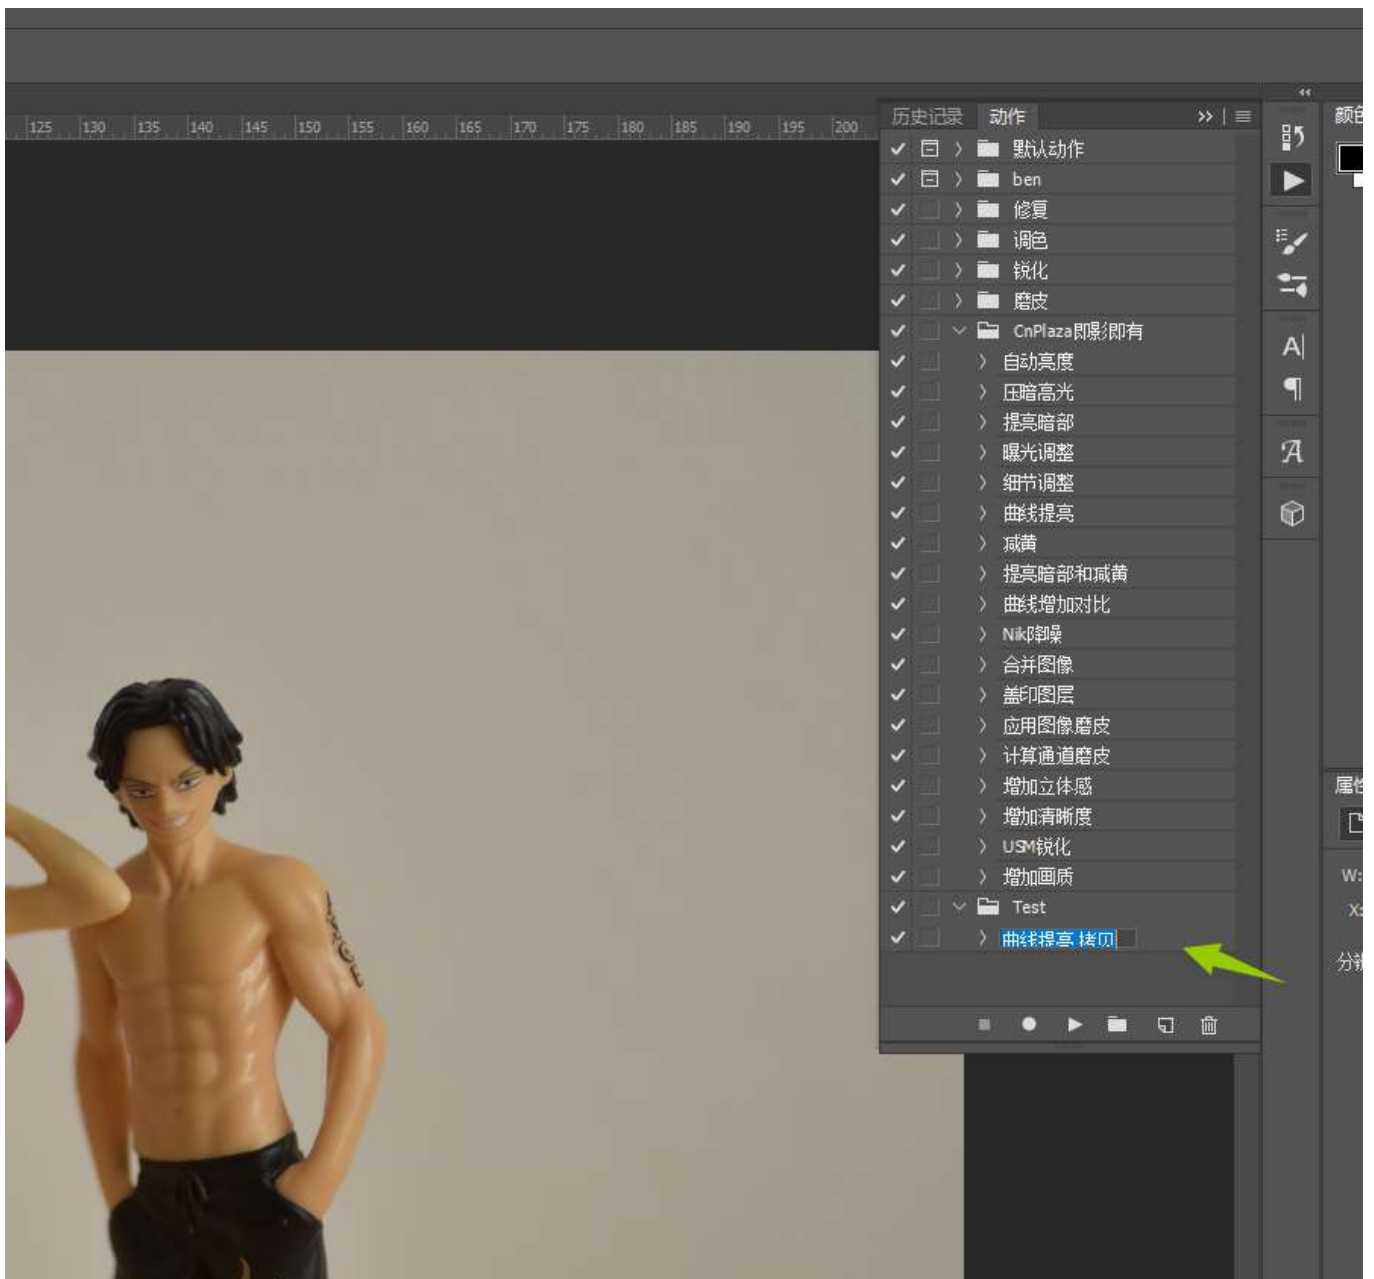 125 130 135 140 145 150 155 160 165 170 175 180 185 190 195 200
历史记录 动作
颜色
默认动作
ben
修复
调色
锐化
磨皮
CnPlaza即影即有
自动亮度
压暗高光
提亮暗部
曝光调整
细节调整
曲线提亮
减黄
提亮暗部和减黄
曲线增加对比
Nik降噪
合并图像
盖印图层
应用图像磨皮
计算通道磨皮
增加立体感
属性
增加清晰度
USM锐化
增加画质
W:
Test
X:
曲线提亮 拷贝
分辨